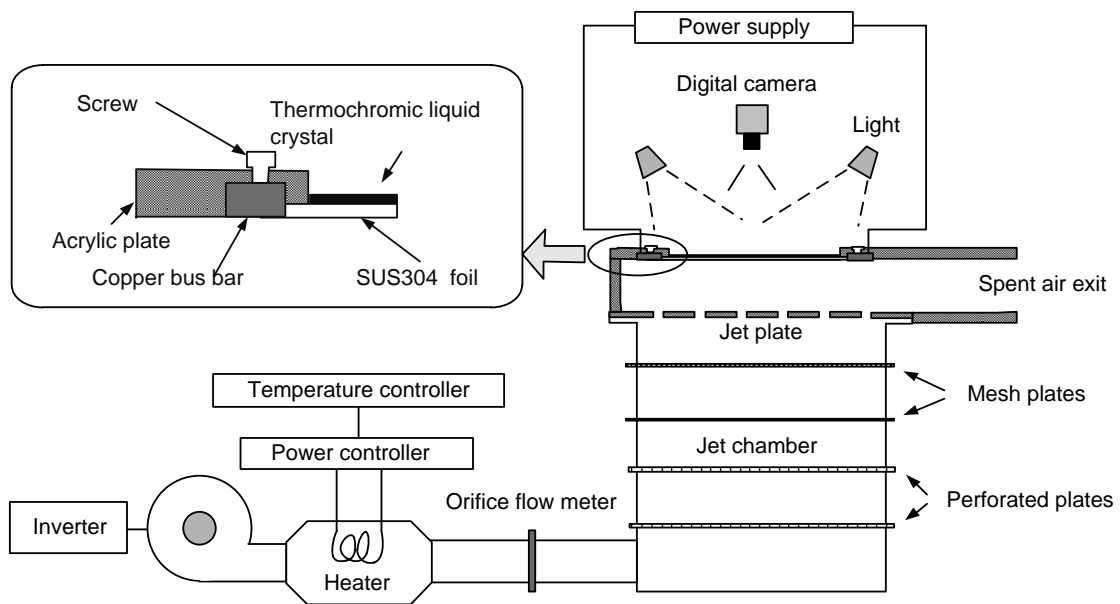 Power supply
Digital camera
Light
Screw
Thermochromic liquid
crystal
Acrylic plate
Copper bus bar
SUS304 foil
Spent air exit
Jet plate
Temperature controller
Mesh plates
Power controller
Jet chamber
Orifice flow meter
Perforated plates
Inverter
Heater